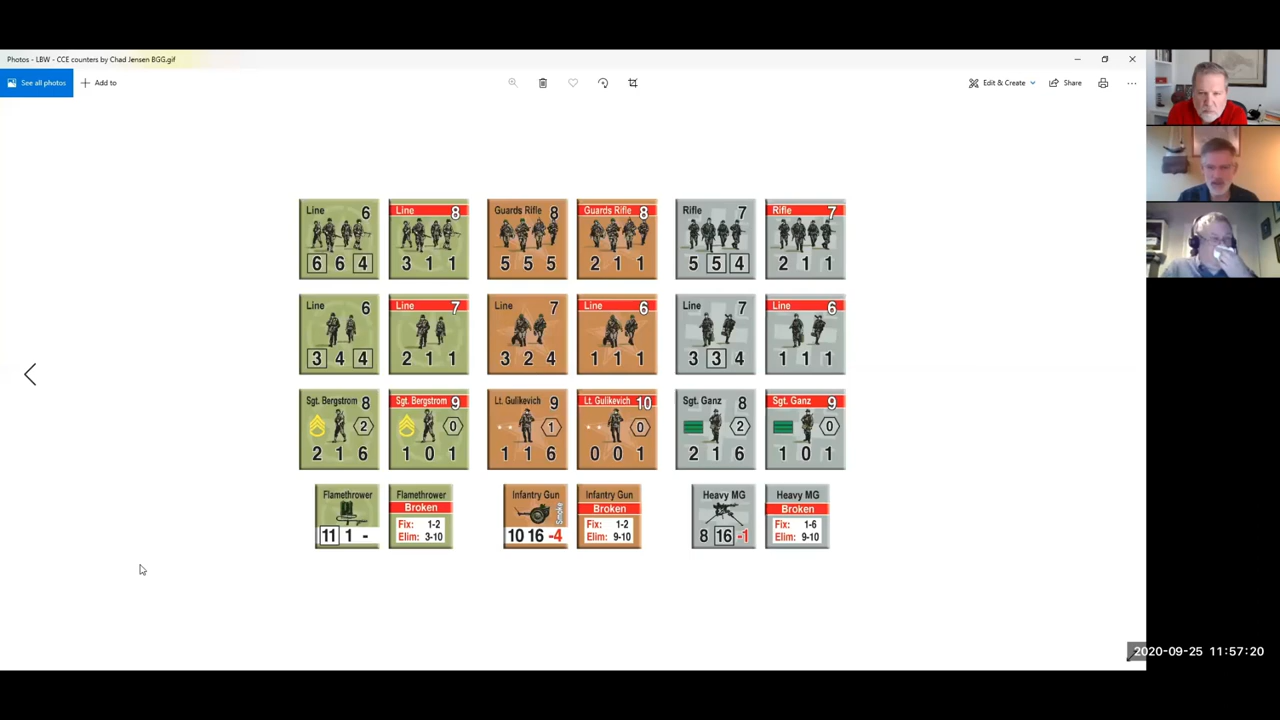 Photos - LBW - CCE counters by Chad Jensen BGG.gif
See all photos + Add to Edit & Create Share
Line 6 Line 8 Guards Rifle 8 Guards Rifle 8 Rifle 7 Rifle 7
6 6 4 3 1 1 5 5 5 2 1 1 5 5 4 2 1 1
Line 6 Line 7 Line 7 Line 6 Line 7 Line 6
3 4 4 2 1 1 3 2 4 1 1 1 3 3 4 1 1 1
Sgt. Bergstrom 8 Sgt. Bergstrom 9 Lt. Gulikevich 9 Lt. Gulikevich 10 Sgt. Ganz 8 Sgt. Ganz 9
2 0 1 0 2 0
2 1 6 1 0 1 1 1 6 0 0 1 2 1 6 1 0 1
Flamethrower Flamethrower Infantry Gun Infantry Gun Heavy MG Heavy MG
Broken Smoke Broken Broken
Fix: 1-2 Fix: 1-2 Fix: 1-6
11 1 - Elim: 3-10 10 16 -4 Elim: 9-10 8 16 -1 Elim: 9-10
2020-09-25 11:57:20